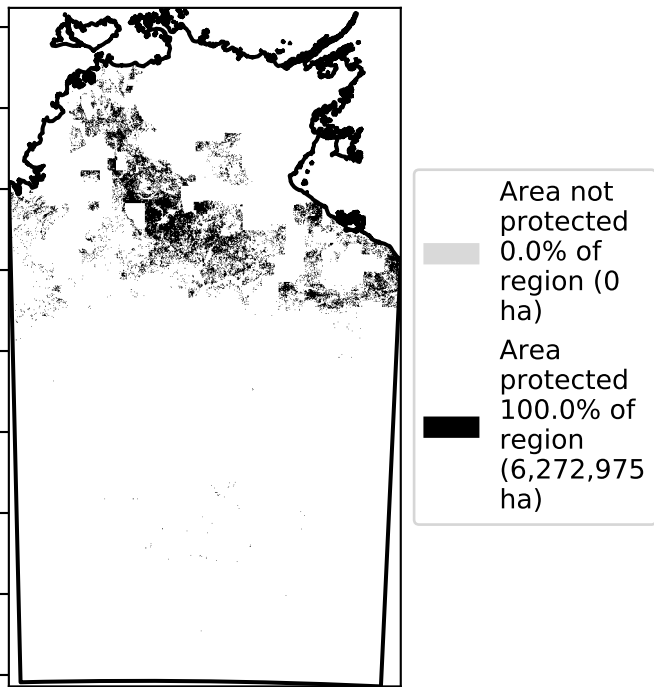 Area not
protected
0.0% of
region (0
ha)
Area
protected
100.0% of
region
(6,272,975
ha)